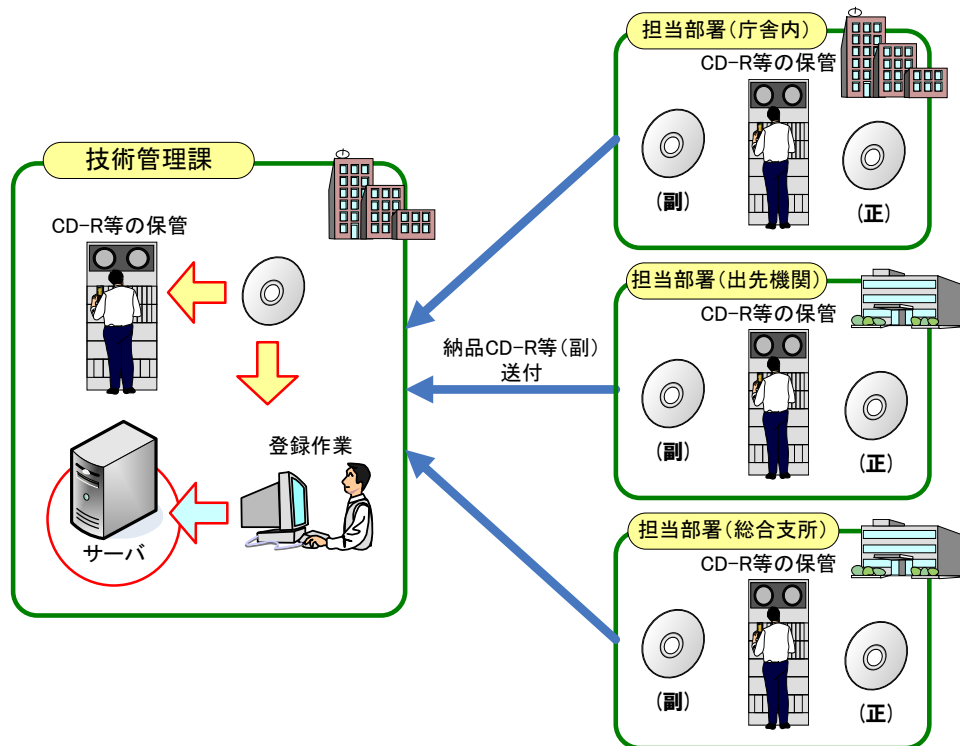 技術管理課
CD-R等の保管
登録作業
サーバ
納品CD-R等(副)
送付
担当部署(庁舎内)
CD-R等の保管
(副)
(正)
担当部署(出先機関)
CD-R等の保管
(副)
(正)
担当部署(総合支所)
CD-R等の保管
(副)
(正)